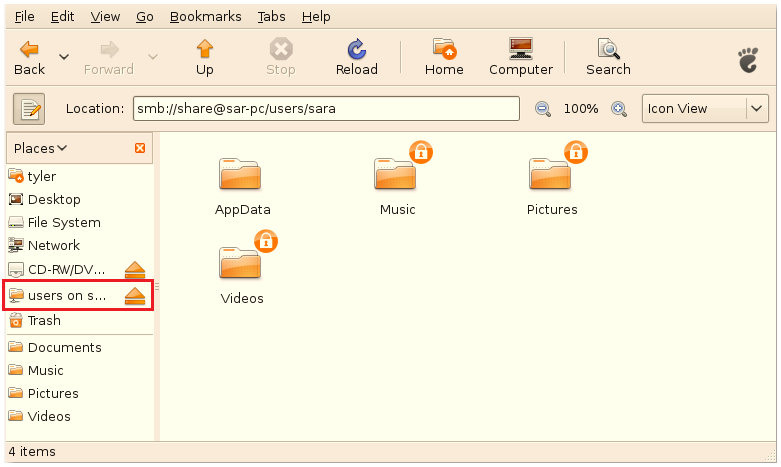 File Edit View Go Bookmarks Tabs Help
Back Forward Up Stop Reload Home Computer Search
Location: smb://share@sar-pc/users/sara 100% Icon View
Places
tyler
Desktop
File System
Network
CD-RW/DV...
users on s...
Trash
Documents
Music
Pictures
Videos
AppData Music Pictures
Videos
4 items